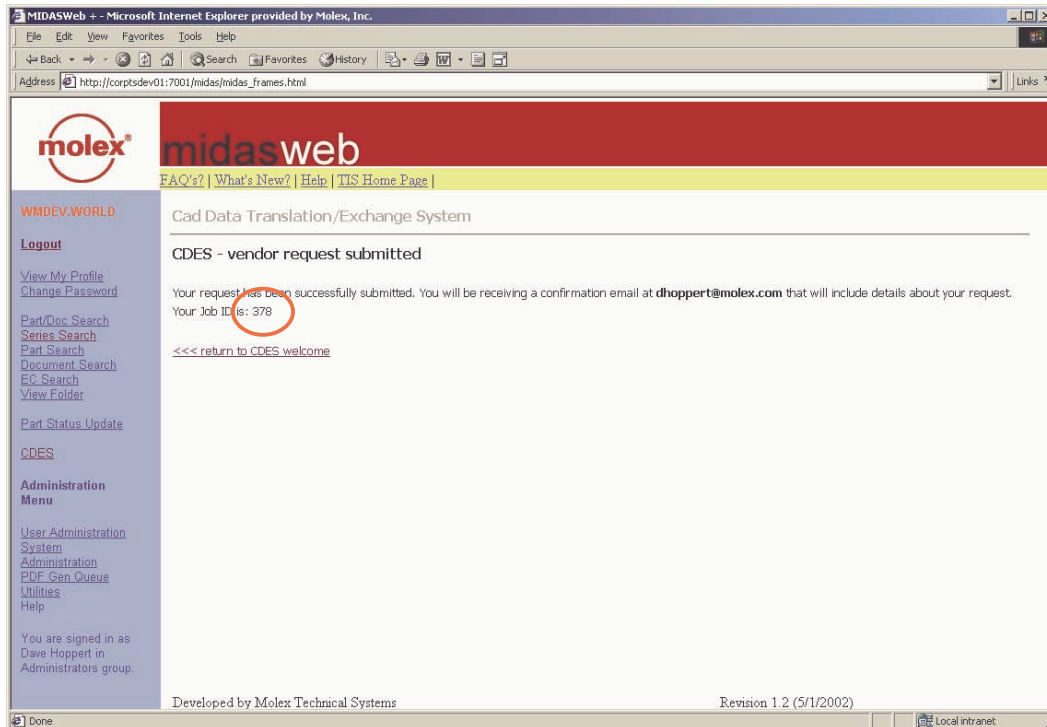 MIDASWeb + - Microsoft Internet Explorer provided by Molex, Inc.
File Edit View Favorites Tools Help
Back Search Favorites History
Address http://corptsdev01:7001/midas/midas_frames.html Links
molex®
midasweb
FAQ's? | What's New? | Help | TIS Home Page |
WMDEV.WORLD
Logout
View My Profile
Change Password
Part/Doc Search
Series Search
Part Search
Document Search
EC Search
View Folder
Part Status Update
CDES
Administration
Menu
User Administration
System
Administration
PDF Gen Queue
Utilities
Help
You are signed in as
Dave Hoppert in
Administrators group.
Cad Data Translation/Exchange System
CDES - vendor request submitted
Your request has been successfully submitted. You will be receiving a confirmation email at dhoppert@molex.com that will include details about your request.
Your Job ID is: 378
<<< return to CDES welcome
Developed by Molex Technical Systems Revision 1.2 (5/1/2002)
Done Local intranet